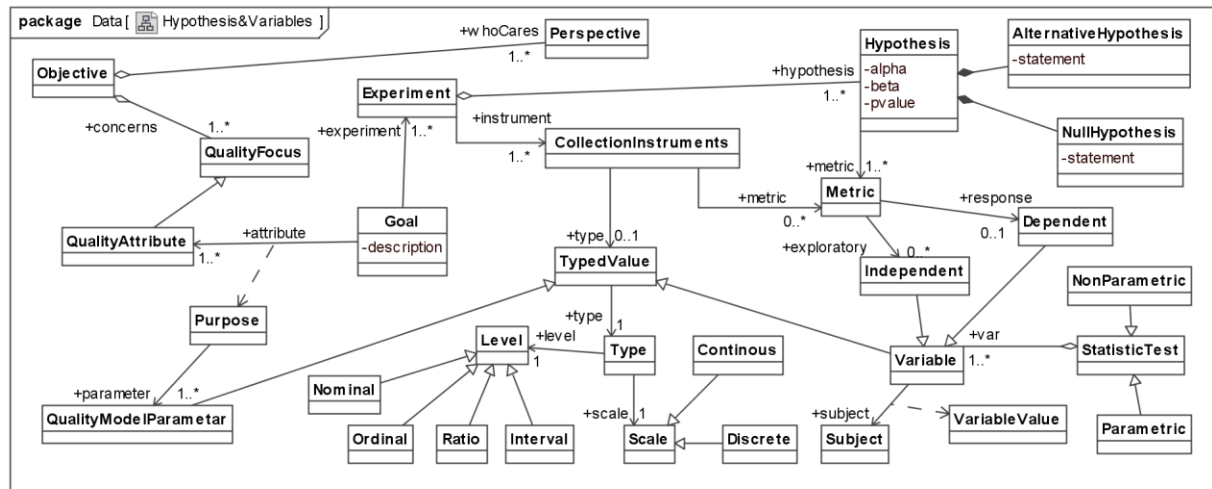 package Data [ Hypothesis&Variables ]
+whoCares
1..*
Perspective
Objective
+concerns
1..*
QualityFocus
QualityAttribute
1..*
+attribute
Purpose
+parameter
1..*
QualityModelParametar
Experiment
+experiment
1..*
+instrument
1..*
Goal
-description
CollectionInstruments
+hypothesis
1..*
Hypothesis
-alpha
-beta
-pvalue
AlternativeHypothesis
-statement
NullHypothesis
-statement
+metric
1..*
+metric
0..*
Metric
+response
0..1
Dependent
+exploratory
0..*
Independent
+type
0..1
TypedValue
+type
1
Type
+level
1
Level
Nominal
Ordinal
Ratio
Interval
+scale
1
Scale
Continous
Discrete
Variable
+var
1..*
NonParametric
StatisticTest
Parametric
+subject
Subject
VariableValue